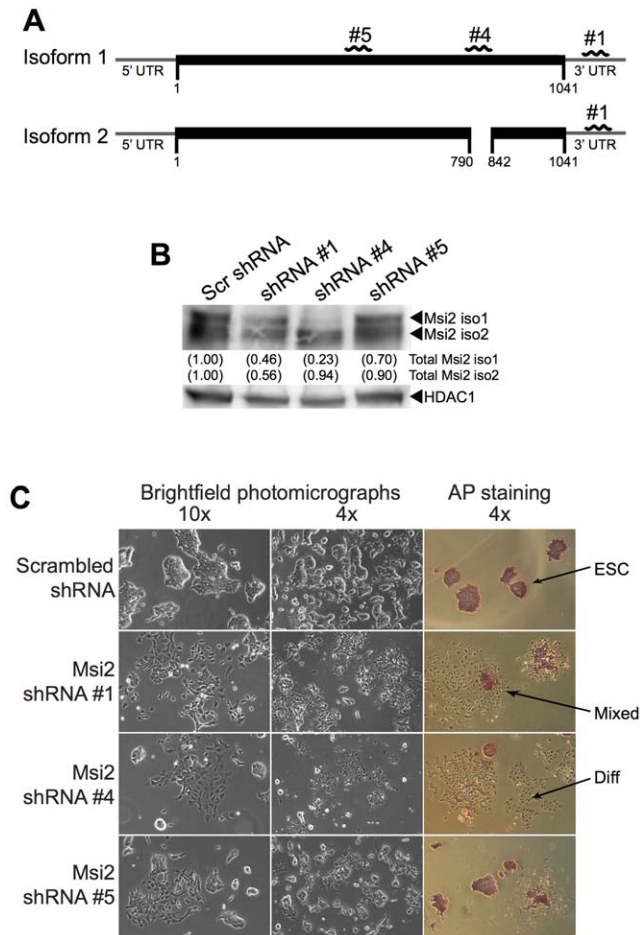 A
#5 #4 #1
Isoform 1
5' UTR 3' UTR
1 1041
#1
Isoform 2
5' UTR 3' UTR
1 790 842 1041
B
Scr shRNA shRNA #1 shRNA #4 shRNA #5
Msi2 iso1
Msi2 iso2
(1.00) (0.46) (0.23) (0.70) Total Msi2 iso1
(1.00) (0.56) (0.94) (0.90) Total Msi2 iso2
HDAC1
C
Brightfield photomicrographs AP staining
10x 4x 4x
Scrambled
shRNA
ESC
Msi2
shRNA #1
Mixed
Msi2
shRNA #4
Diff
Msi2
shRNA #5